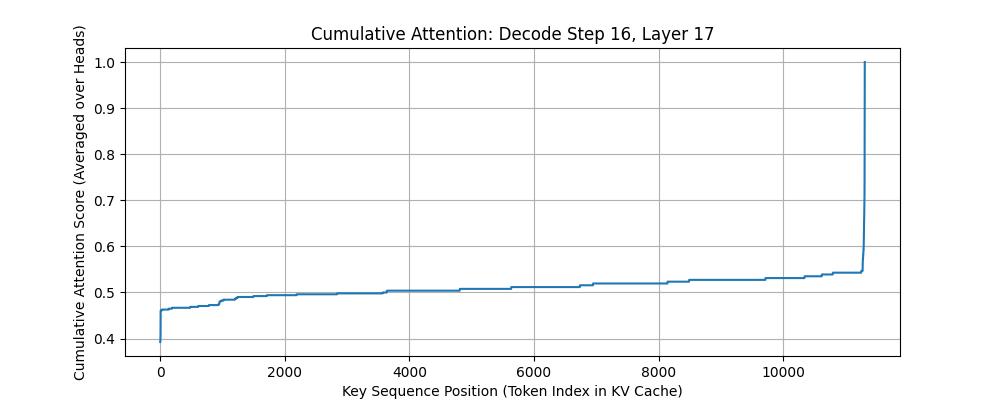 Cumulative Attention: Decode Step 16, Layer 17
Cumulative Attention Score (Averaged over Heads)
1.0
0.9
0.8
0.7
0.6
0.5
0.4
0 2000 4000 6000 8000 10000
Key Sequence Position (Token Index in KV Cache)